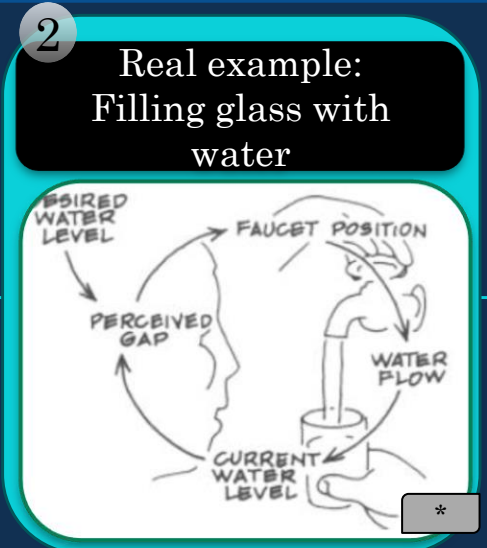 2
Real example:
Filling glass with
water
ESIRED
WATER
LEVEL
FAUCET POSITION
PERCEIVED
GAP
WATER
FLOW
CURRENT
WATER
LEVEL
*